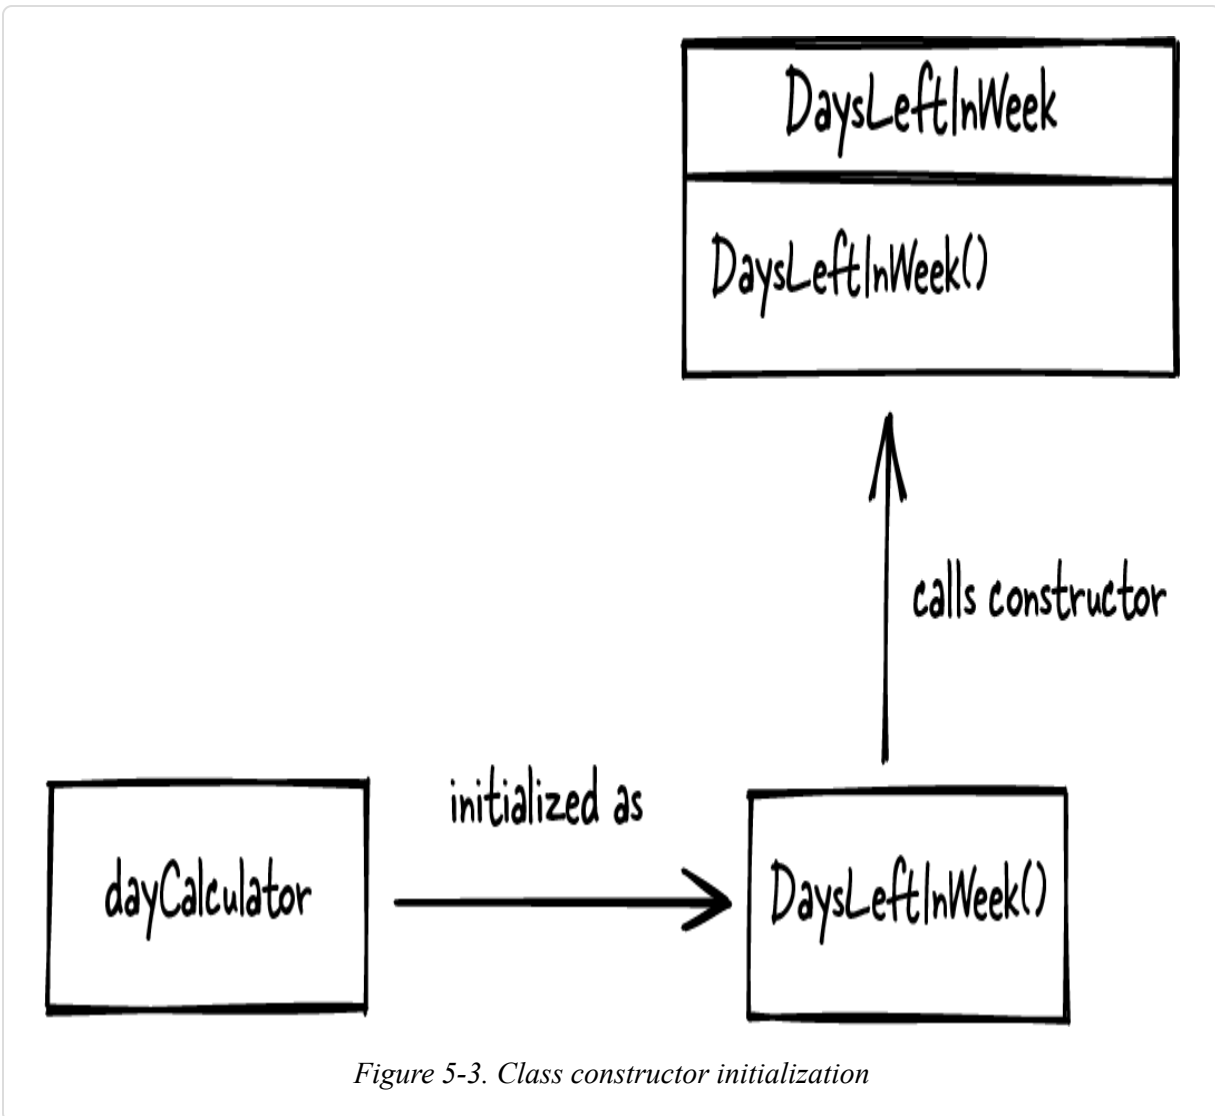 DaysLeftInWeek
DaysLeftInWeek()
calls constructor
initialized as
dayCalculator
DaysLeftInWeek()
Figure 5-3. Class constructor initialization